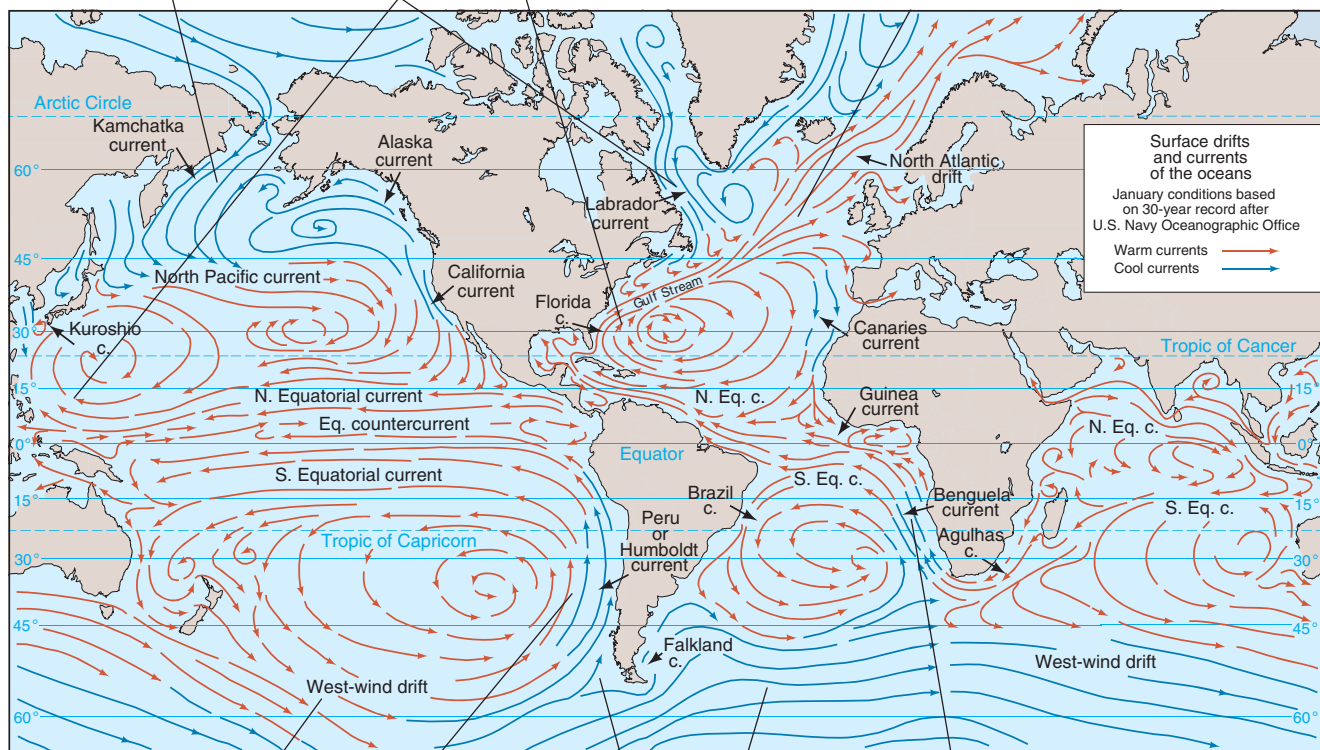 Arctic Circle
Kamchatka
current
Alaska
current
60°
Labrador
current
North Atlantic
drift
Surface drifts
and currents
of the oceans
January conditions based
on 30-year record after
U.S. Navy Oceanographic Office
Warm currents
Cool currents
45°
North Pacific current
California
current
Florida
c.
Gulf Stream
30°
Kuroshio
c.
Canaries
current
Tropic of Cancer
15°
15°
N. Equatorial current
N. Eq. c.
Guinea
current
Eq. countercurrent
N. Eq. c.
0°
0°
Equator
S. Equatorial current
S. Eq. c.
15°
15°
Brazil
c.
Benguela
current
S. Eq. c.
Tropic of Capricorn
Peru
or
Humboldt
current
Agulhas
c.
30°
30°
45°
45°
Falkland
c.
West-wind drift
West-wind drift
60°
60°